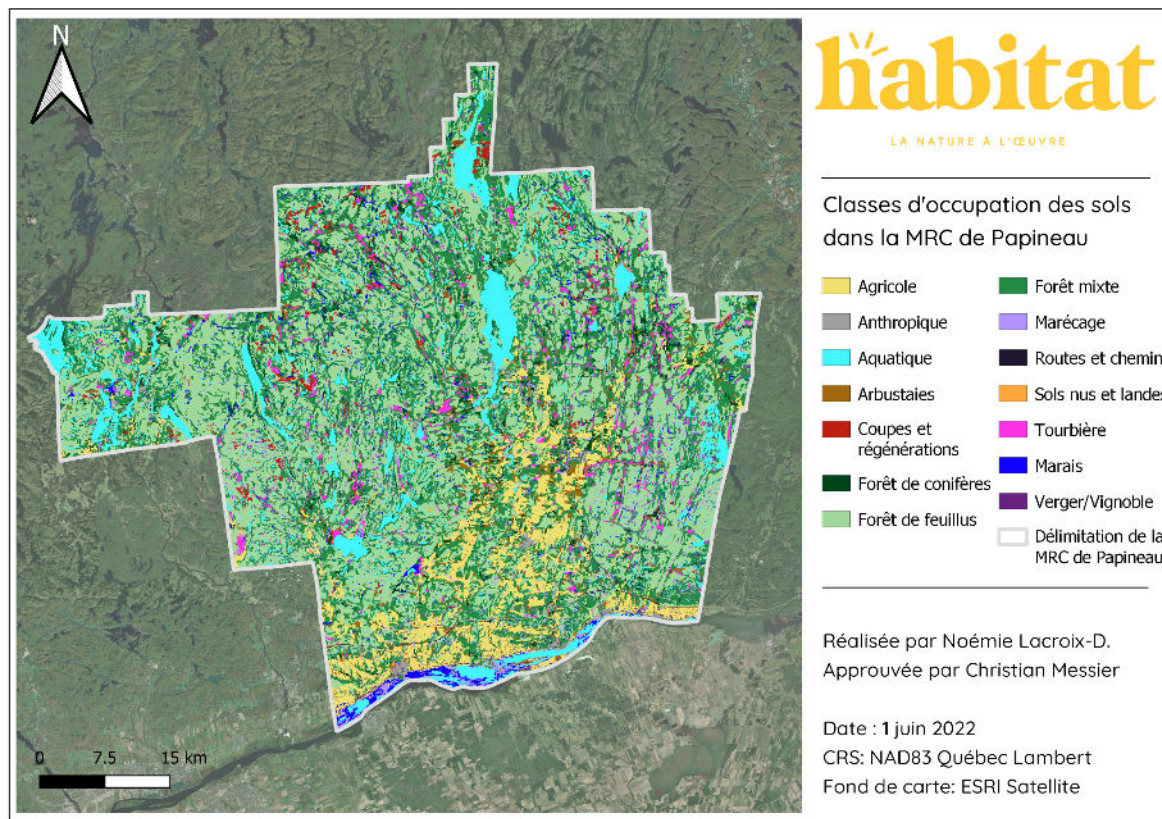 N
habitat
LA NATURE À L'ŒUVRE
Classes d'occupation des sols
dans la MRC de Papineau
Agricole
Anthropique
Aquatique
Arbustaies
Coupes et
régénérations
Forêt de conifères
Forêt de feuillus
Forêt mixte
Marécage
Routes et chemin
Sols nus et landes
Tourbière
Marais
Verger/Vignoble
Délimitation de la
MRC de Papineau
Réalisée par Noémie Lacroix-D.
Approuvée par Christian Messier
Date : 1 juin 2022
CRS: NAD83 Québec Lambert
Fond de carte: ESRI Satellite
0 7.5 15 km